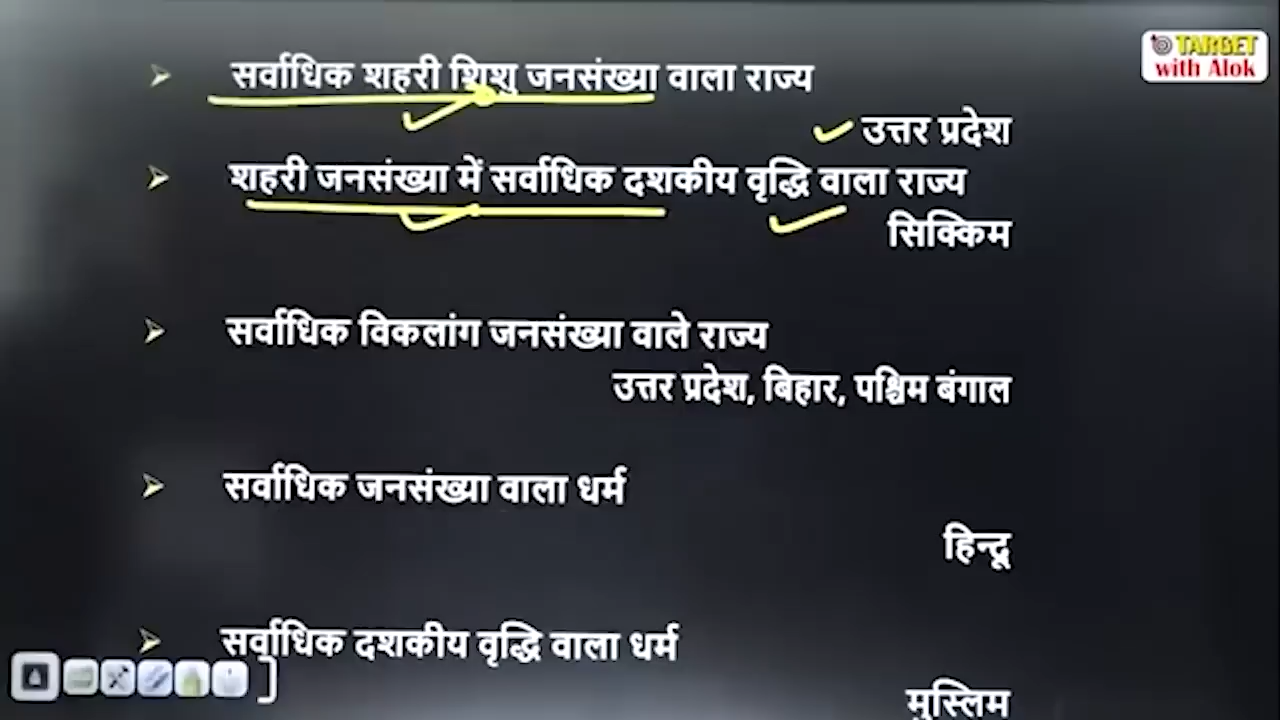 TARGET
with Alok
सर्वाधिक शहरी शिशु जनसंख्या वाला राज्य
उत्तर प्रदेश
शहरी जनसंख्या में सर्वाधिक दशकीय वृद्धि वाला राज्य
सिक्किम
सर्वाधिक विकलांग जनसंख्या वाले राज्य
उत्तर प्रदेश, बिहार, पश्चिम बंगाल
सर्वाधिक जनसंख्या वाला धर्म
हिन्दू
सर्वाधिक दशकीय वृद्धि वाला धर्म
मुस्लिम